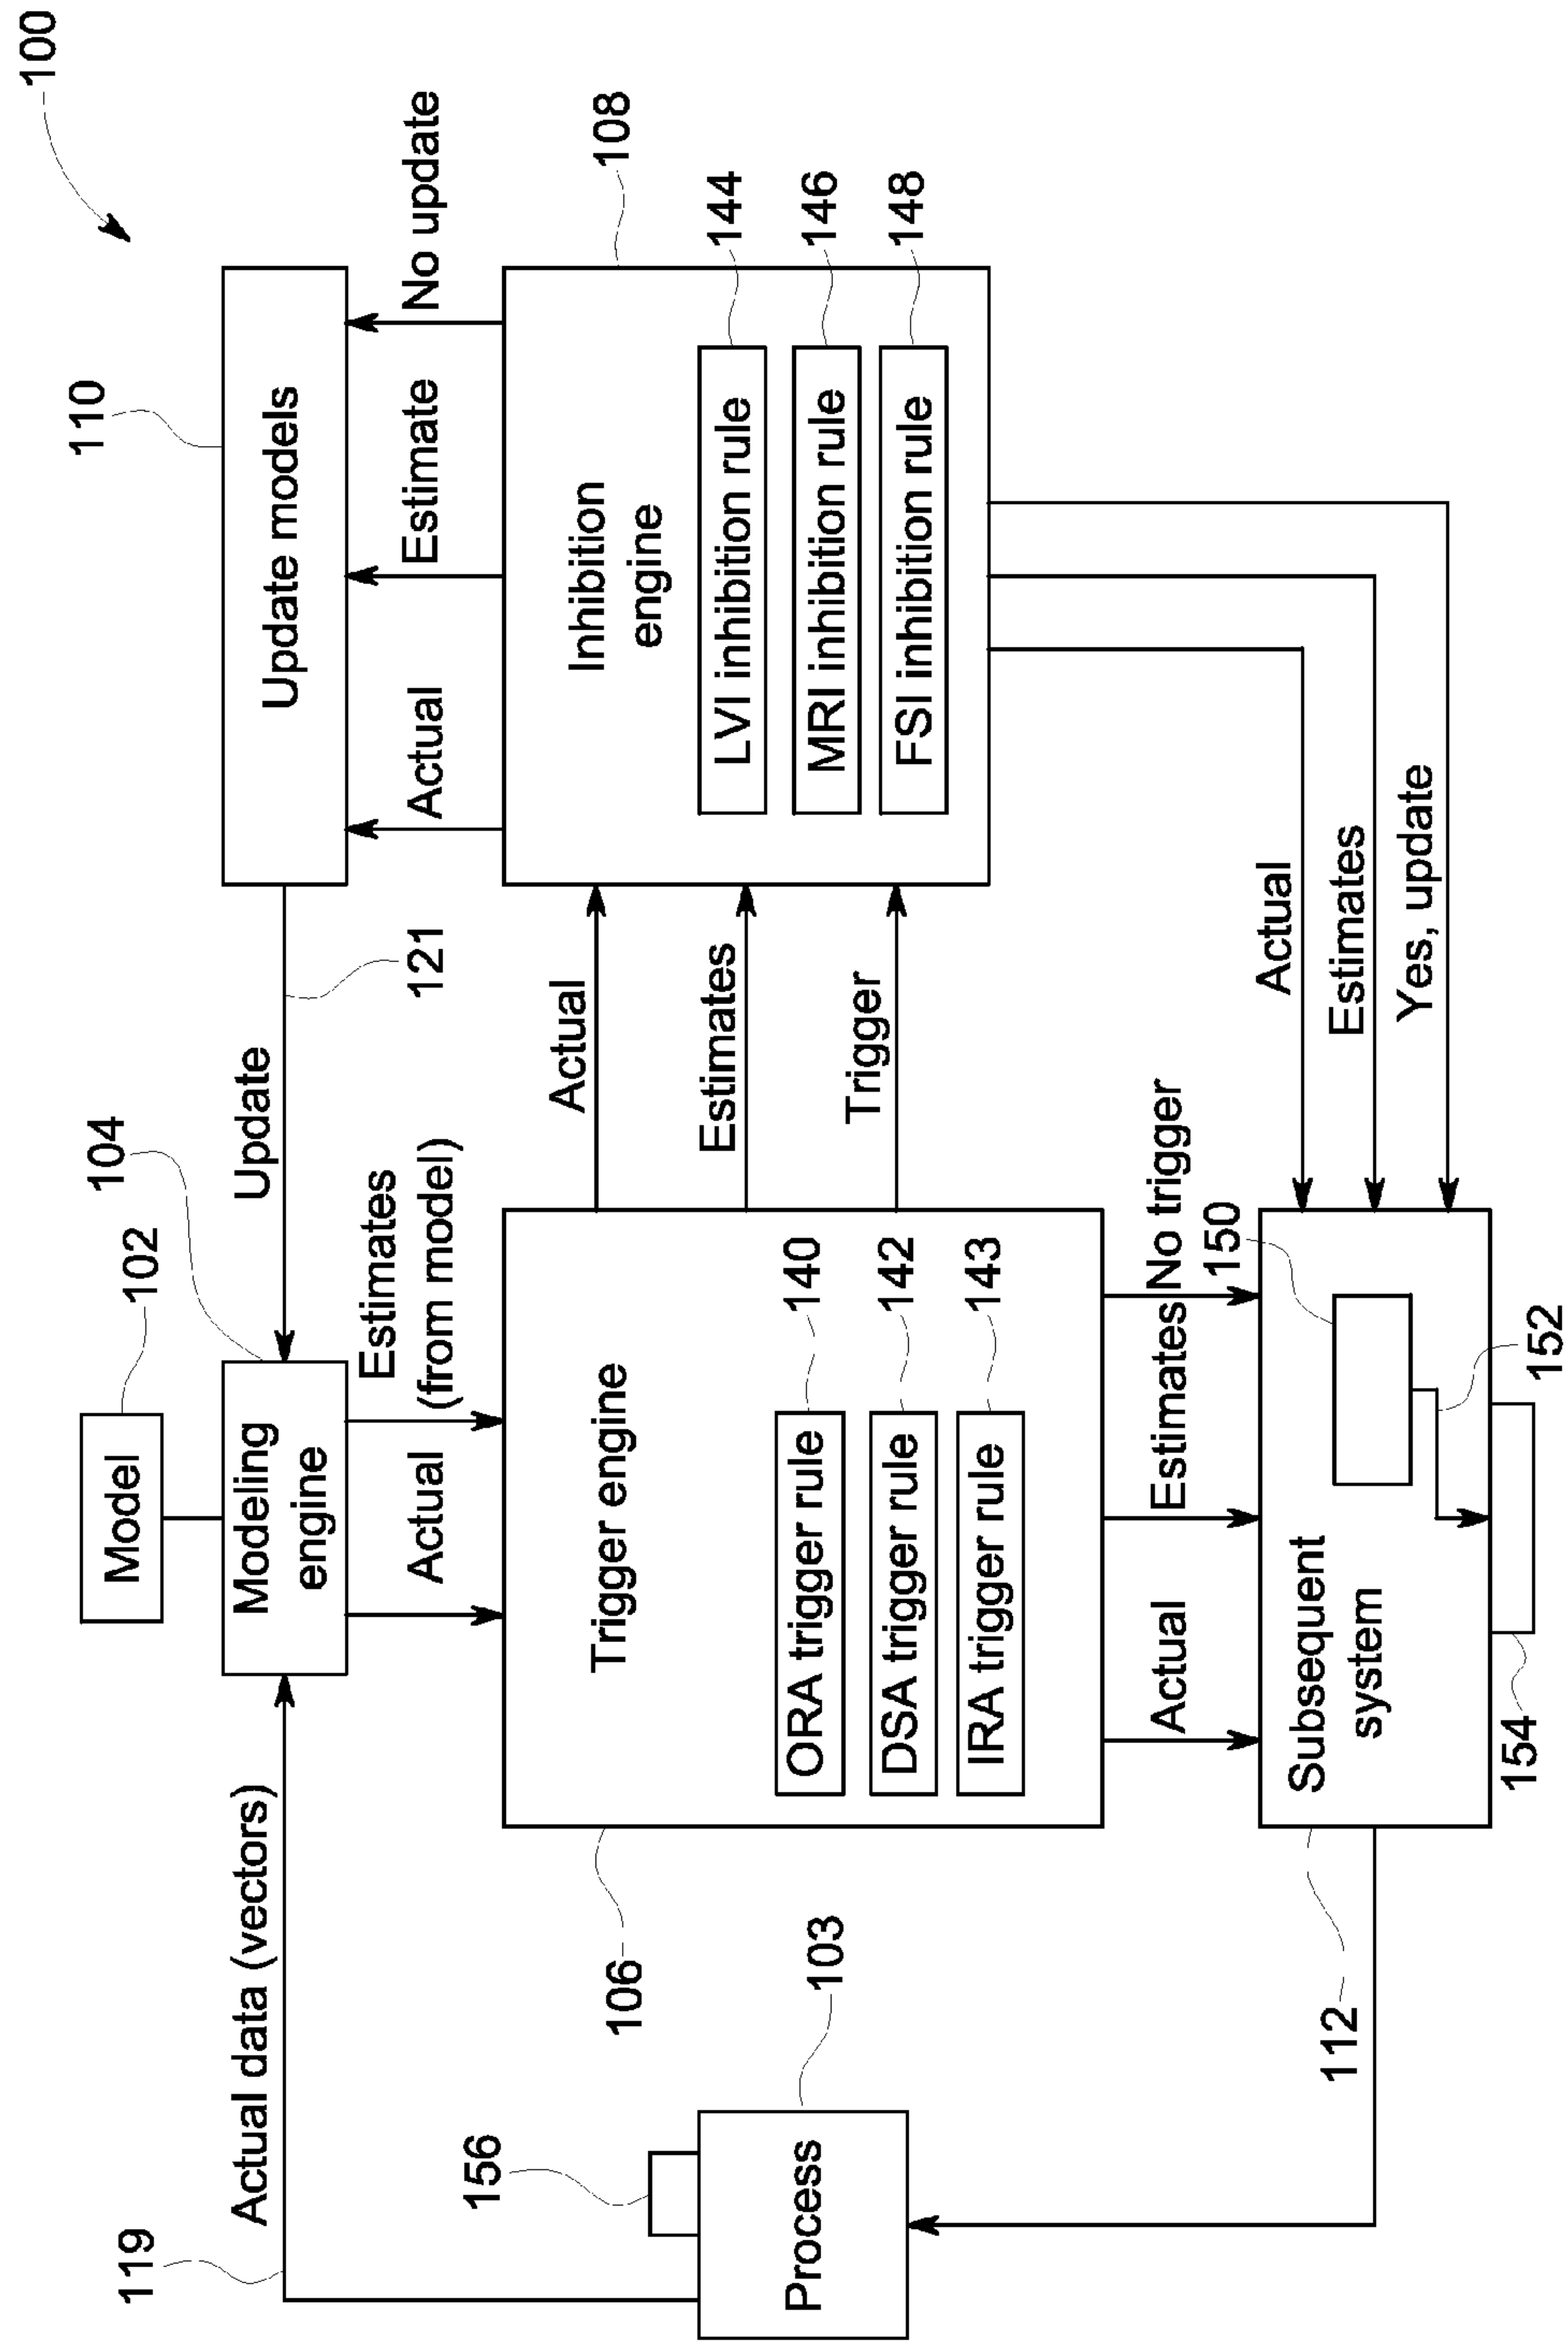 100
110
Update models
Actual
Estimate
No update
108
Inhibition
engine
LVI inhibition rule
144
MRI inhibition rule
146
FSI inhibition rule
148
Update
121
102
Model
104
Modeling
engine
Actual data (vectors)
119
Actual
Estimates
(from model)
Actual
Estimates
Trigger
Trigger engine
ORA trigger rule
140
DSA trigger rule
142
IRA trigger rule
143
106
Actual
Estimates
No trigger
Actual
Estimates
Yes, update
Subsequent
system
150
152
154
112
156
Process
103